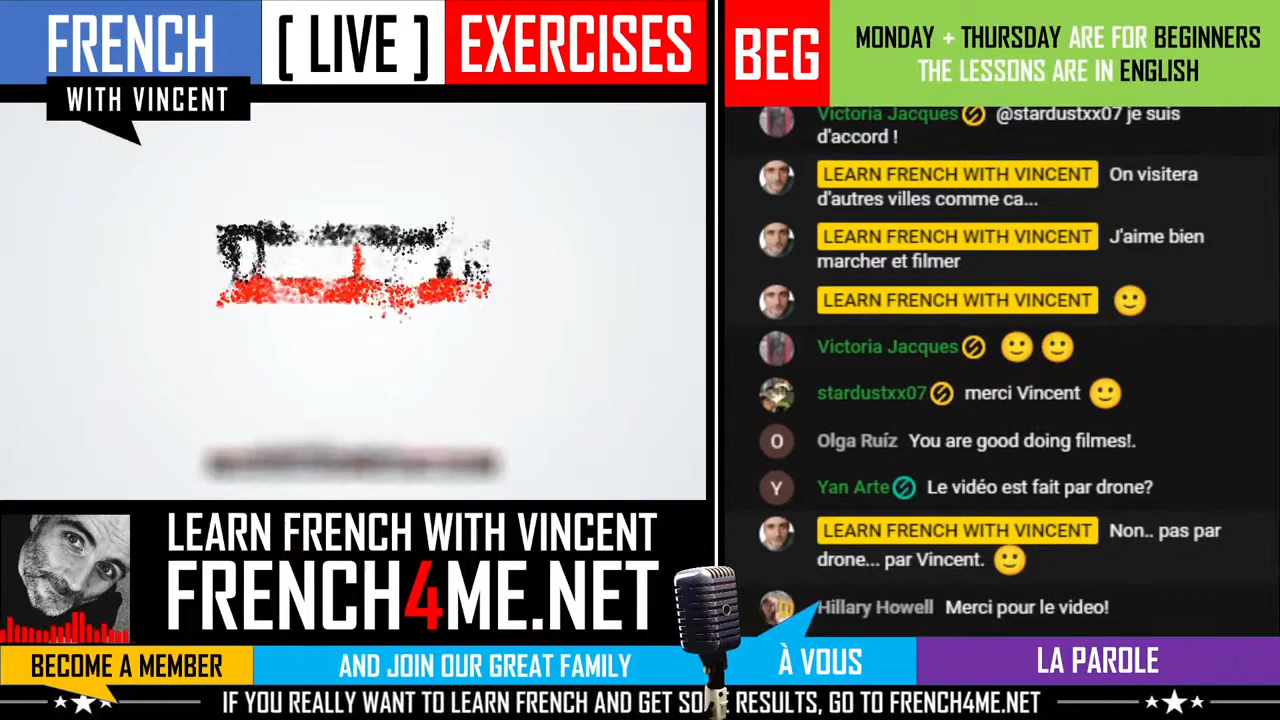 FRENCH
[ LIVE ]
EXERCISES
WITH VINCENT
BEG
MONDAY + THURSDAY ARE FOR BEGINNERS
THE LESSONS ARE IN ENGLISH
Victoria Jacques @stardustxx07 je suis
d'accord !
LEARN FRENCH WITH VINCENT On visitera
d'autres villes comme ca...
LEARN FRENCH WITH VINCENT J'aime bien
marcher et filmer
LEARN FRENCH WITH VINCENT 🙂
Victoria Jacques 🙂 🙂
stardustxx07 merci Vincent 🙂
O Olga Ruíz You are good doing filmes!.
Y Yan Arte Le vidéo est fait par drone?
LEARN FRENCH WITH VINCENT Non.. pas par
drone... par Vincent. 🙂
Hillary Howell Merci pour le video!
LEARN FRENCH WITH VINCENT
FRENCH4ME.NET
BECOME A MEMBER
AND JOIN OUR GREAT FAMILY
À VOUS
LA PAROLE
IF YOU REALLY WANT TO LEARN FRENCH AND GET SOME RESULTS, GO TO FRENCH4ME.NET